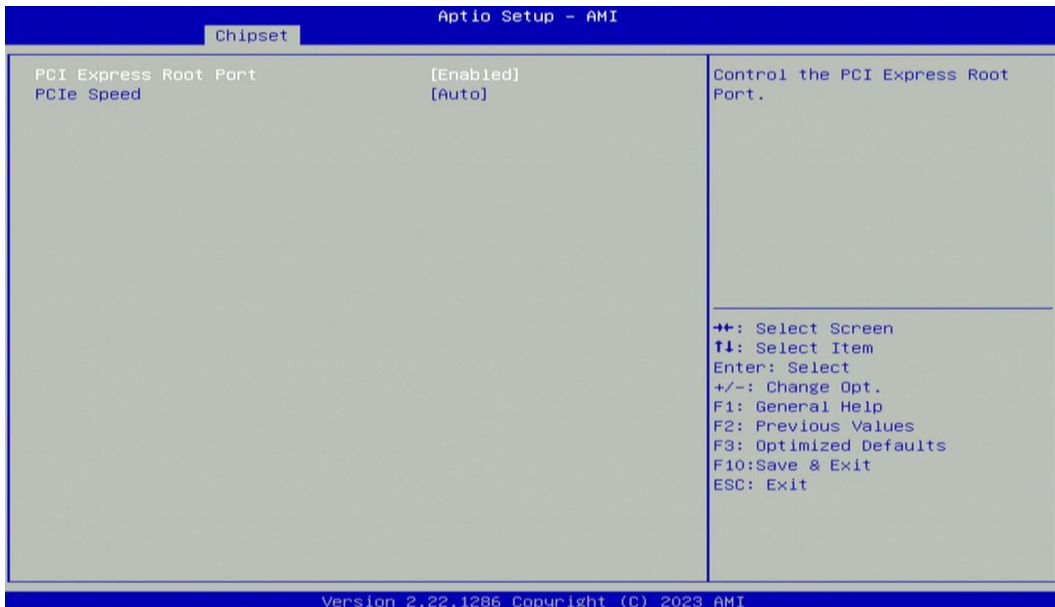 Aptio Setup - AMI
Chipset
PCI Express Root Port [Enabled]
PCIe Speed [Auto]
Control the PCI Express Root
Port.
→←: Select Screen
↑↓: Select Item
Enter: Select
+/-: Change Opt.
F1: General Help
F2: Previous Values
F3: Optimized Defaults
F10:Save & Exit
ESC: Exit
Version 2.22.1286 Copyright (C) 2023 AMI